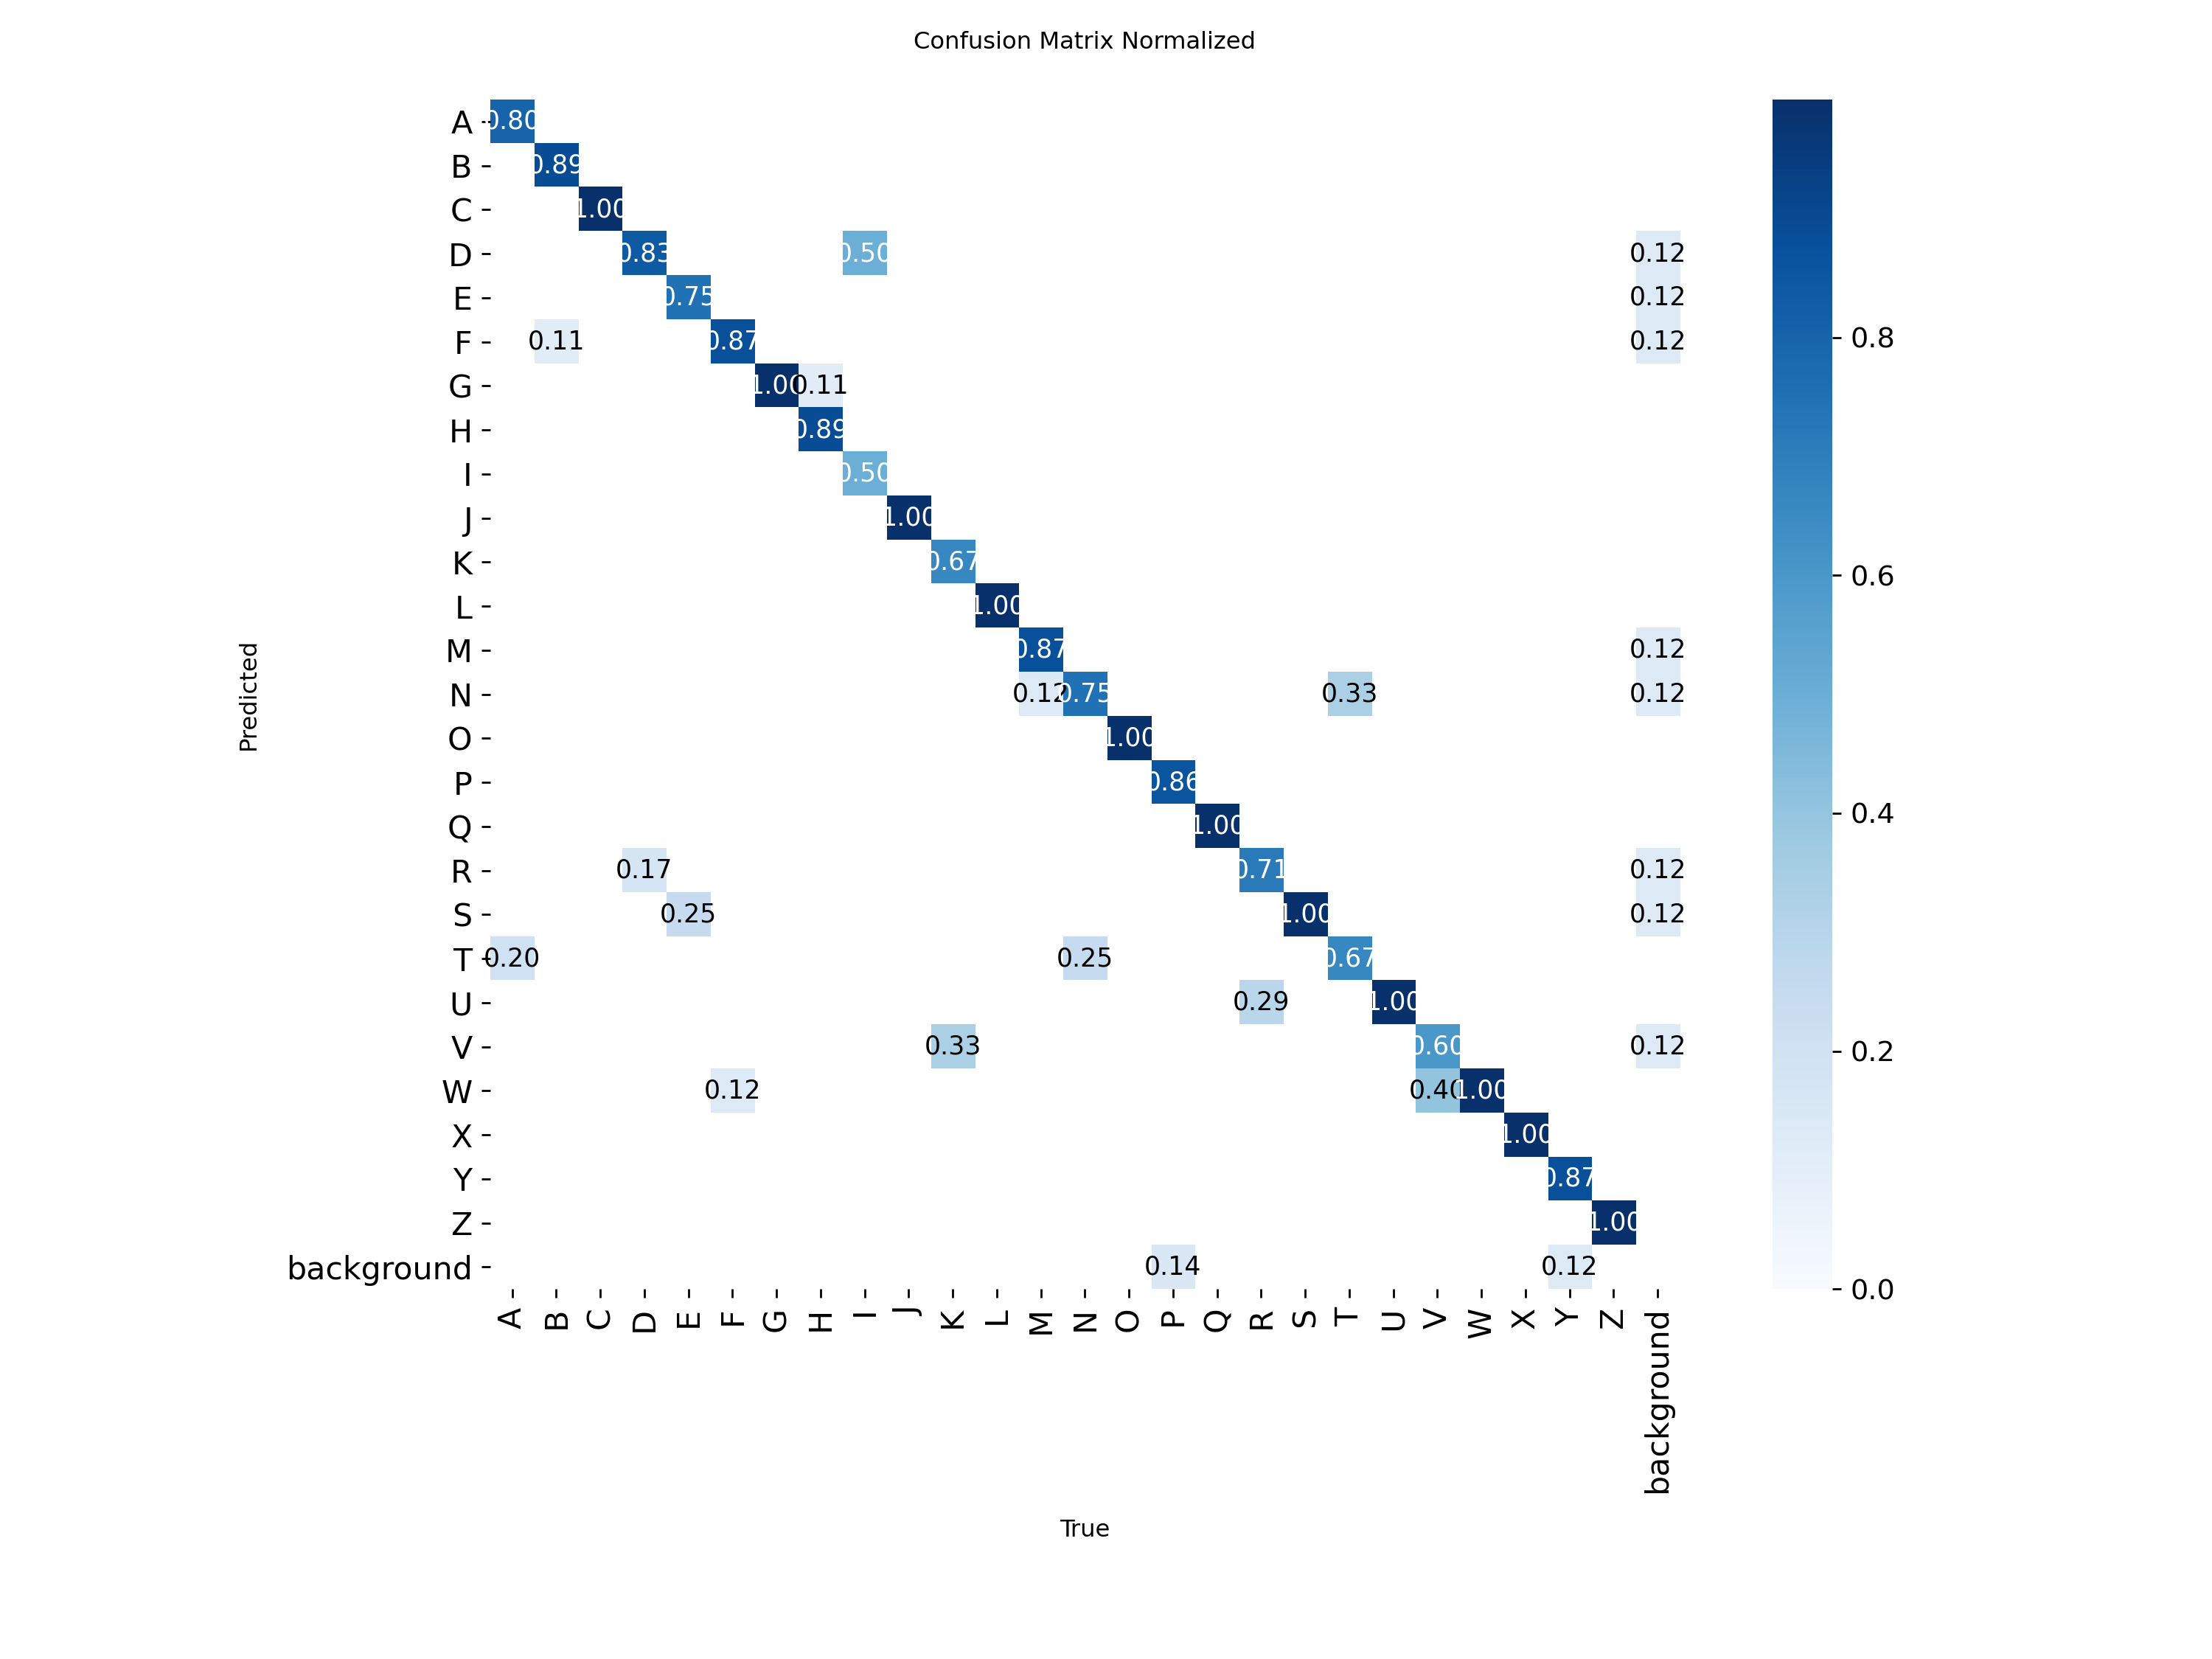 Confusion Matrix Normalized
A 0.80
B 0.89
C 1.00
D 0.83 0.50 0.12
E 0.75 0.12
F 0.11 0.87 0.12
G 1.00 0.11
H 0.89
I 0.50
J 1.00
K 0.67
L 1.00
M 0.87 0.12
N 0.12 0.75 0.33 0.12
O 1.00
P 0.86
Q 1.00
R 0.17 0.71 0.12
S 0.25 1.00 0.12
T 0.20 0.25 0.67
U 0.29 1.00
V 0.33 0.60 0.12
W 0.12 0.40 1.00
X 1.00
Y 0.87
Z 1.00
background 0.14 0.12
A B C D E F G H I J K L M N O P Q R S T U V W X Y Z background
Predicted
True
0.8
0.6
0.4
0.2
0.0